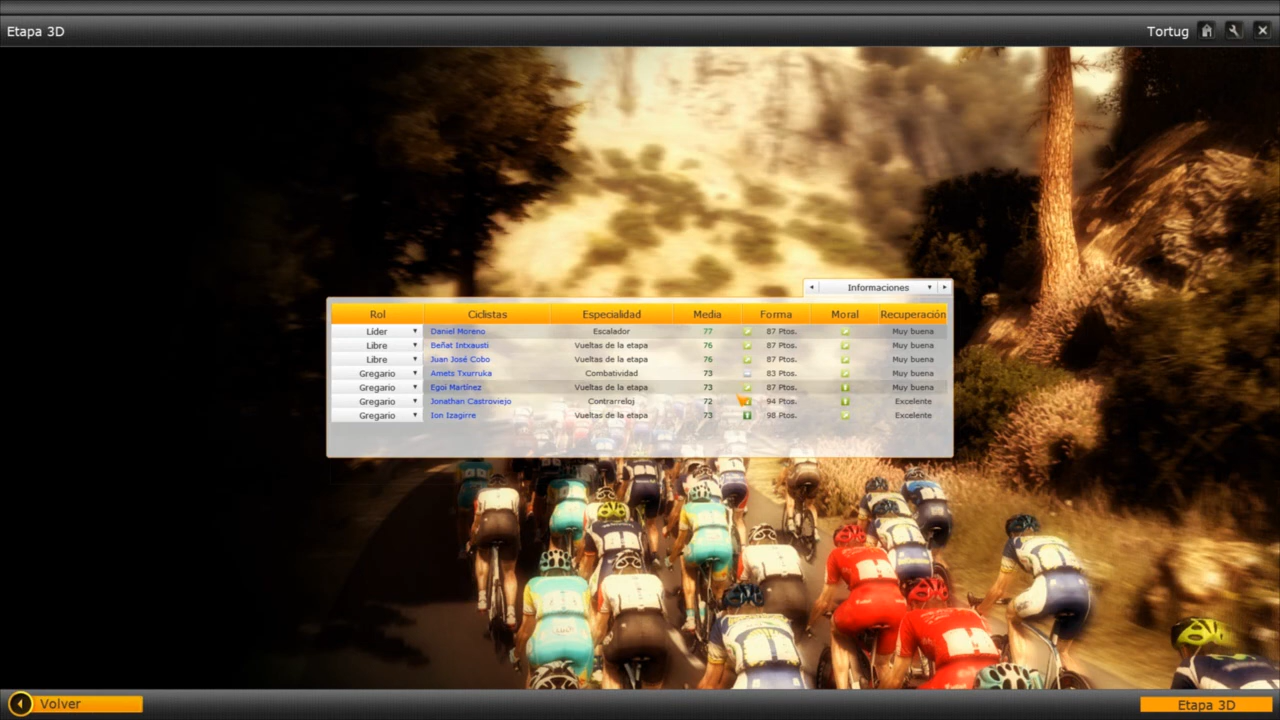 Etapa 3D Tortug
Informaciones
Rol Ciclistas Especialidad Media Forma Moral Recuperación
Líder Daniel Moreno Escalador 77 87 Ptos. Muy buena
Libre Beñat Intxausti Vueltas de la etapa 76 87 Ptos. Muy buena
Libre Juan José Cobo Vueltas de la etapa 76 87 Ptos. Muy buena
Gregario Amets Txurruka Combatividad 73 83 Ptos. Muy buena
Gregario Egoi Martínez Vueltas de la etapa 73 87 Ptos. Muy buena
Gregario Jonathan Castroviejo Contrarreloj 72 94 Ptos. Excelente
Gregario Ion Izagirre Vueltas de la etapa 73 98 Ptos. Excelente
Volver Etapa 3D